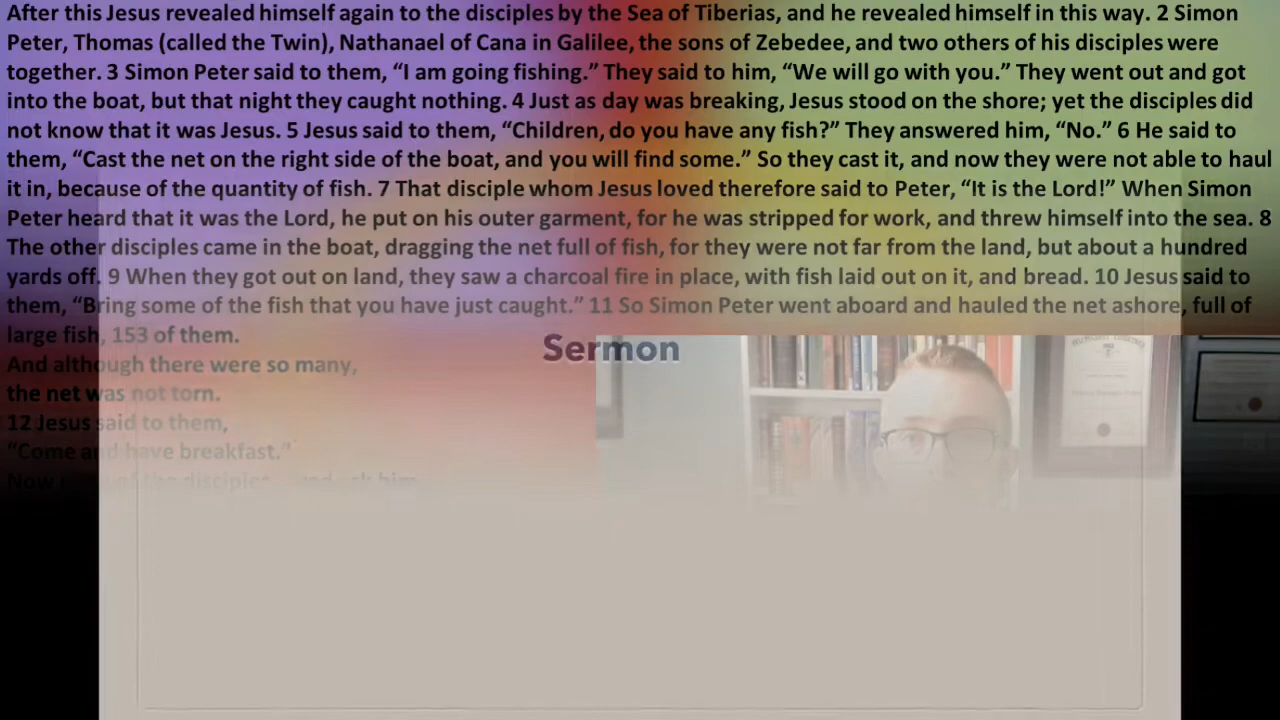 After this Jesus revealed himself again to the disciples by the Sea of Tiberias, and he revealed himself in this way. 2 Simon
Peter, Thomas (called the Twin), Nathanael of Cana in Galilee, the sons of Zebedee, and two others of his disciples were
together. 3 Simon Peter said to them, “I am going fishing.” They said to him, “We will go with you.” They went out and got
into the boat, but that night they caught nothing. 4 Just as day was breaking, Jesus stood on the shore; yet the disciples did
not know that it was Jesus. 5 Jesus said to them, “Children, do you have any fish?” They answered him, “No.” 6 He said to
them, “Cast the net on the right side of the boat, and you will find some.” So they cast it, and now they were not able to haul
it in, because of the quantity of fish. 7 That disciple whom Jesus loved therefore said to Peter, “It is the Lord!” When Simon
Peter heard that it was the Lord, he put on his outer garment, for he was stripped for work, and threw himself into the sea. 8
The other disciples came in the boat, dragging the net full of fish, for they were not far from the land, but about a hundred
yards off. 9 When they got out on land, they saw a charcoal fire in place, with fish laid out on it, and bread. 10 Jesus said to
them, “Bring some of the fish that you have just caught.” 11 So Simon Peter went aboard and hauled the net ashore, full of
large fish, 153 of them.
Sermon
And although there were so many,
the net was not torn.
12 Jesus said to them,
“Come and have breakfast.”
Now of the disciples